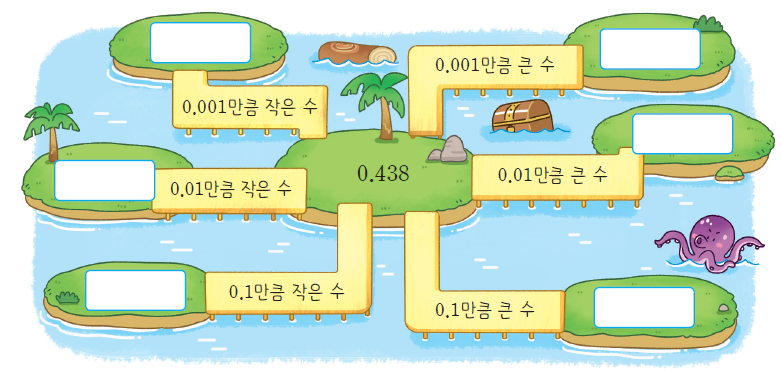 0.001만큼 큰 수
0.001만큼 작은 수
0.438
0.01만큼 작은 수
0.01만큼 큰 수
0.1만큼 작은 수
0.1만큼 큰 수